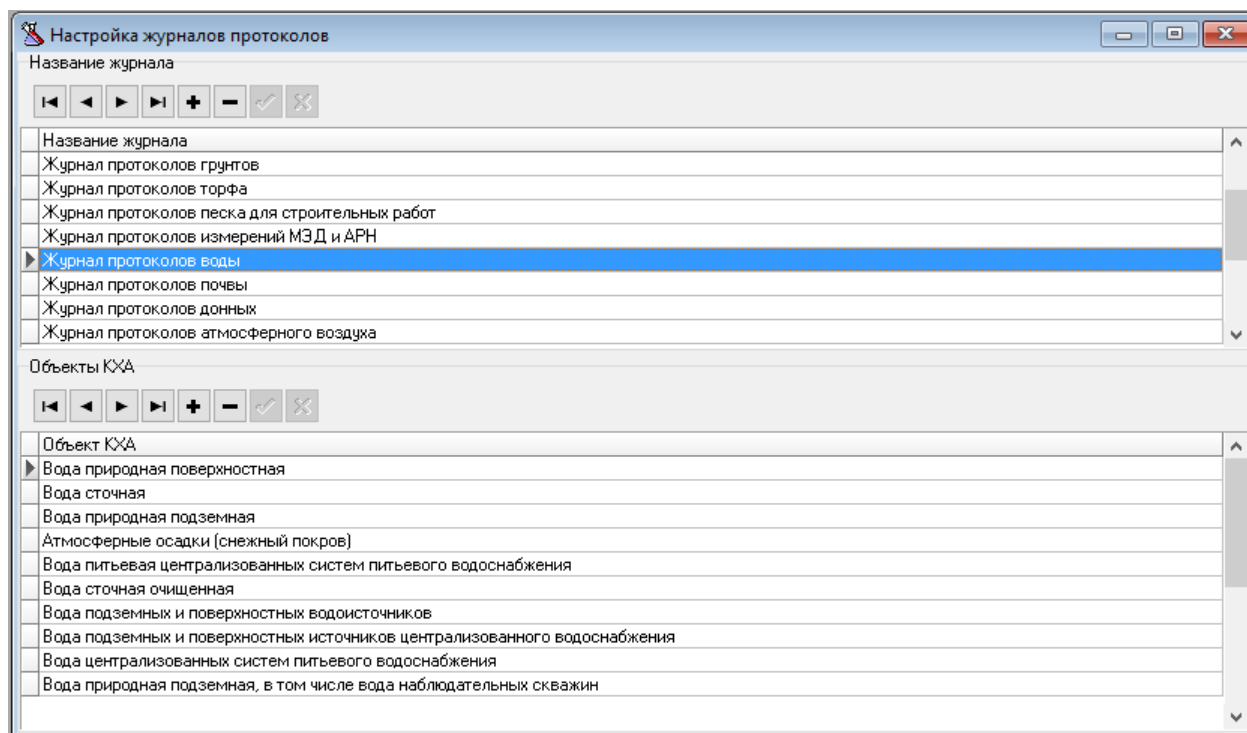 Настройка журналов протоколов
Название журнала
Название журнала
Журнал протоколов грунтов
Журнал протоколов торфа
Журнал протоколов песка для строительных работ
Журнал протоколов измерений МЭД и АРН
Журнал протоколов воды
Журнал протоколов почвы
Журнал протоколов донных
Журнал протоколов атмосферного воздуха
Объекты КХА
Объект КХА
Вода природная поверхностная
Вода сточная
Вода природная подземная
Атмосферные осадки (снежный покров)
Вода питьевая централизованных систем питьевого водоснабжения
Вода сточная очищенная
Вода подземных и поверхностных водоисточников
Вода подземных и поверхностных источников централизованного водоснабжения
Вода централизованных систем питьевого водоснабжения
Вода природная подземная, в том числе вода наблюдательных скважин